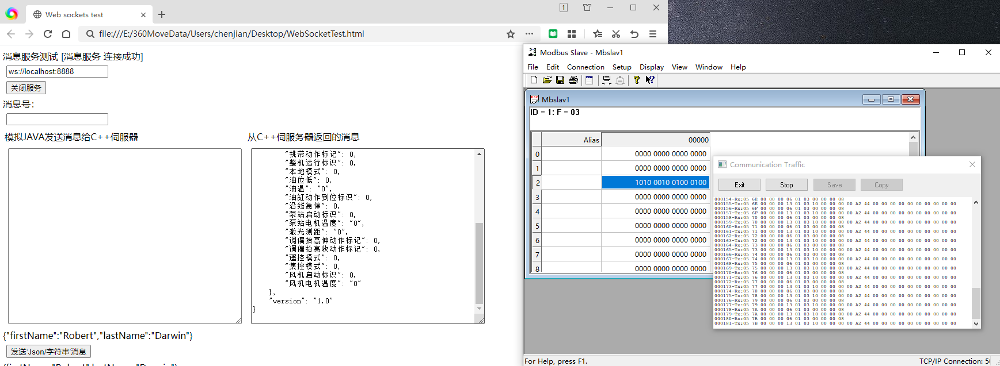 Web sockets test
1
file:///E:/360MoveData/Users/chenjian/Desktop/WebSocketTest.html
消息服务测试 [消息服务 连接成功]
ws://localhost:8888
关闭服务
消息号：
模拟JAVA发送消息给C++伺服器
从C++伺服务器返回的消息
"挑带动作标记": 0,
"整机运行标识": 0,
"本地模式": 0,
"油位低": 0,
"油温": "0",
"油缸动作到位标识": 0,
"沿线急停": 0,
"泵站启动标识": 0,
"泵站电机温度": "0",
"激光测距": "0",
"调偏抬高伸动作标记": 0,
"调偏抬高收动作标记": 0,
"遥控模式": 0,
"集控模式": 0,
"风机启动标识": 0,
"风机电机温度": "0"
},
"version": "1.0"
}
{"firstName":"Robert","lastName":"Darwin"}
发送'Json/字符串'消息
Modbus Slave - Mbslav1
File Edit Connection Setup Display View Window Help
Mbslav1
ID = 1: F = 03
Alias 00000
0 0000 0000 0000 0000
1 0000 0000 0000 0000
2 1010 0010 0100 0100
3 0000 0000 0000 0000
4 0000 0000 0000 0000
5 0000 0000 0000 0000
6 0000 0000 0000 0000
7 0000 0000 0000 0000
8 0000 0000 0000 0000
Communication Traffic
Exit Stop Save Copy
000154-Rx:05 6E 00 00 00 06 01 03 00 00 00 08
000155-Tx:05 6E 00 00 00 13 01 03 10 00 00 00 00 A2 44 00 00 00 00 00 00 00 00 00 00
000156-Rx:05 6F 00 00 00 06 01 03 00 00 00 08
000157-Tx:05 6F 00 00 00 13 01 03 10 00 00 00 00 A2 44 00 00 00 00 00 00 00 00 00 00
000158-Rx:05 70 00 00 00 06 01 03 00 00 00 08
000159-Tx:05 70 00 00 00 13 01 03 10 00 00 00 00 A2 44 00 00 00 00 00 00 00 00 00 00
000160-Rx:05 71 00 00 00 06 01 03 00 00 00 08
000161-Tx:05 71 00 00 00 13 01 03 10 00 00 00 00 A2 44 00 00 00 00 00 00 00 00 00 00
000162-Rx:05 72 00 00 00 06 01 03 00 00 00 08
000163-Tx:05 72 00 00 00 13 01 03 10 00 00 00 00 A2 44 00 00 00 00 00 00 00 00 00 00
000164-Rx:05 73 00 00 00 06 01 03 00 00 00 08
000165-Tx:05 73 00 00 00 13 01 03 10 00 00 00 00 A2 44 00 00 00 00 00 00 00 00 00 00
000166-Rx:05 74 00 00 00 06 01 03 00 00 00 08
000167-Tx:05 74 00 00 00 13 01 03 10 00 00 00 00 A2 44 00 00 00 00 00 00 00 00 00 00
000168-Rx:05 75 00 00 00 06 01 03 00 00 00 08
000169-Tx:05 75 00 00 00 13 01 03 10 00 00 00 00 A2 44 00 00 00 00 00 00 00 00 00 00
000170-Rx:05 76 00 00 00 06 01 03 00 00 00 08
000171-Tx:05 76 00 00 00 13 01 03 10 00 00 00 00 A2 44 00 00 00 00 00 00 00 00 00 00
000172-Rx:05 77 00 00 00 06 01 03 00 00 00 08
000173-Tx:05 77 00 00 00 13 01 03 10 00 00 00 00 A2 44 00 00 00 00 00 00 00 00 00 00
000174-Rx:05 78 00 00 00 06 01 03 00 00 00 08
000175-Tx:05 78 00 00 00 13 01 03 10 00 00 00 00 A2 44 00 00 00 00 00 00 00 00 00 00
000176-Rx:05 79 00 00 00 06 01 03 00 00 00 08
000177-Tx:05 79 00 00 00 13 01 03 10 00 00 00 00 A2 44 00 00 00 00 00 00 00 00 00 00
000178-Rx:05 7A 00 00 00 06 01 03 00 00 00 08
000179-Tx:05 7A 00 00 00 13 01 03 10 00 00 00 00 A2 44 00 00 00 00 00 00 00 00 00 00
000180-Rx:05 7B 00 00 00 06 01 03 00 00 00 08
000181-Tx:05 7B 00 00 00 13 01 03 10 00 00 00 00 A2 44 00 00 00 00 00 00 00 00 00 00
For Help, press F1.
TCP/IP Connection: